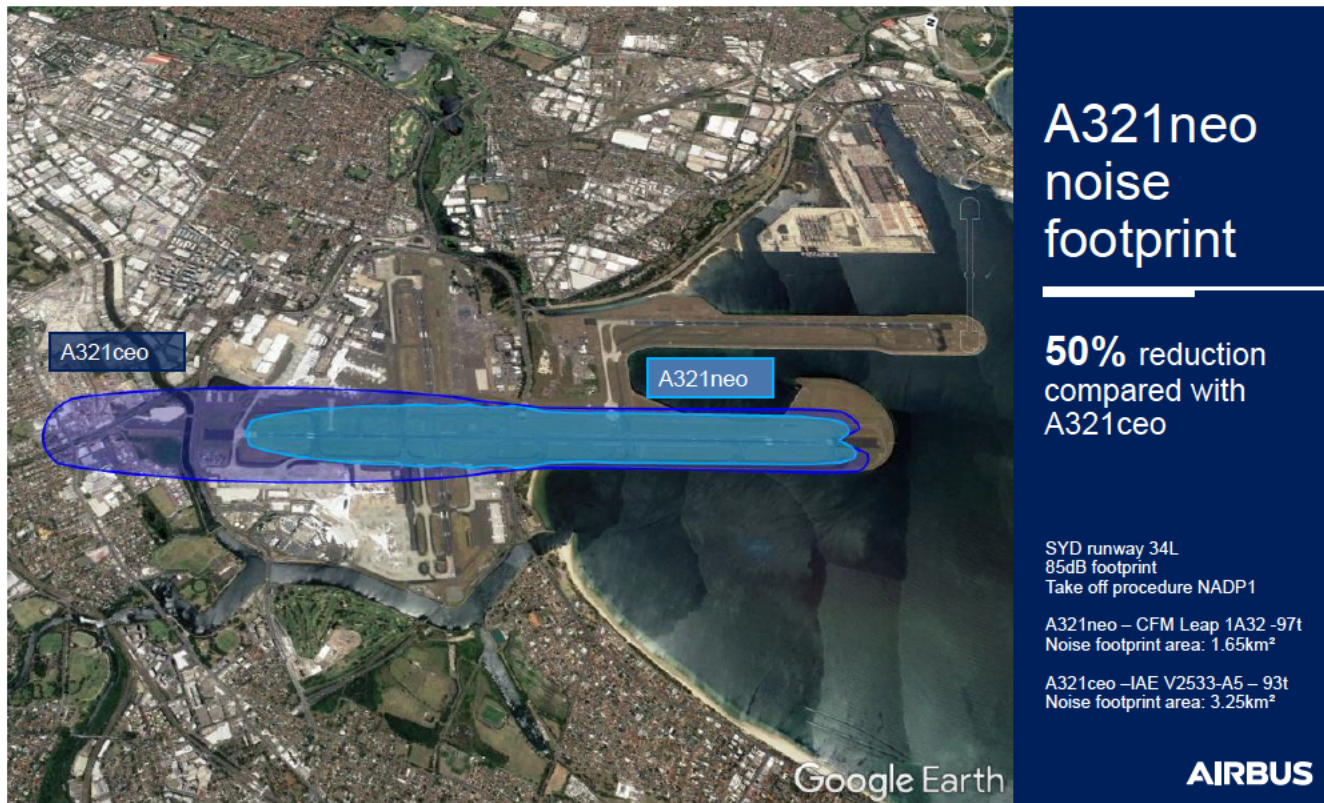 A321neo
noise
footprint
50% reduction
compared with
A321ceo
SYD runway 34L
85dB footprint
Take off procedure NADP1
A321neo – CFM Leap 1A32 -97t
Noise footprint area: 1.65km²
A321ceo –IAE V2533-A5 – 93t
Noise footprint area: 3.25km²
AIRBUS
N
A321ceo
A321neo
Google Earth